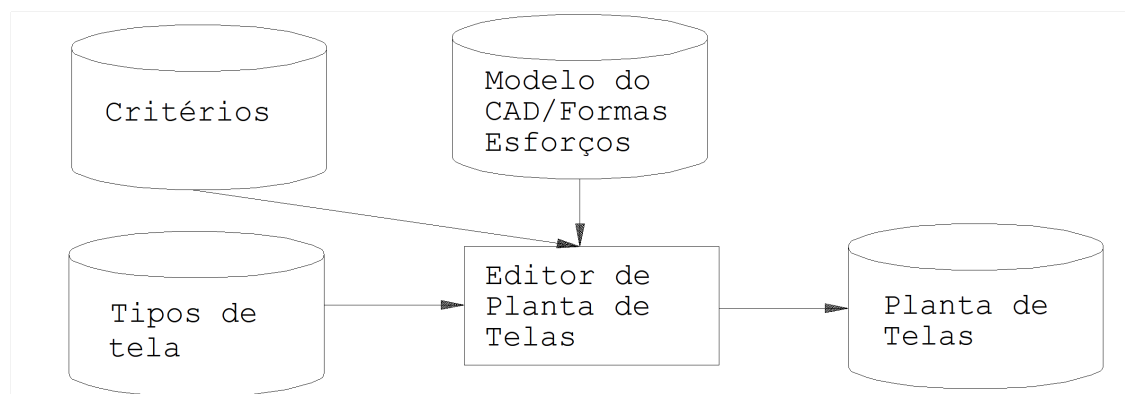 Critérios
Modelo do
CAD/Formas
Esforços
Tipos de
tela
Editor de
Planta de
Telas
Planta de
Telas